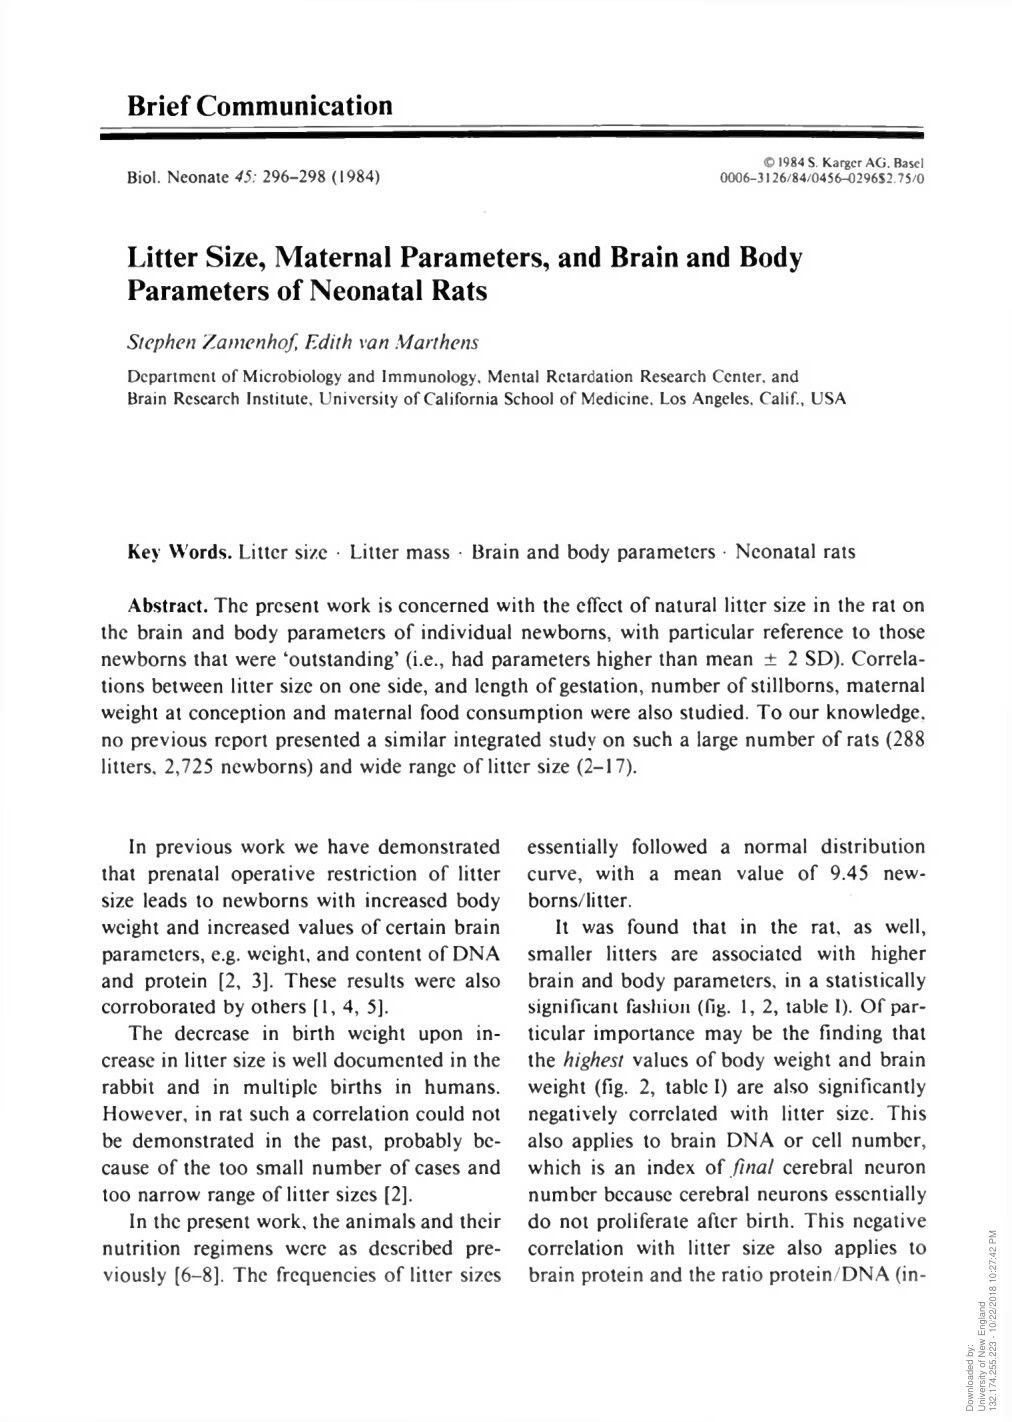 Brief Communication
Biol. Neonate 45: 296–298 (1984)
© 1984 S. Karger AG, Basel
0006–3126/84/0456–0296$2.75/0
Litter Size, Maternal Parameters, and Brain and Body
Parameters of Neonatal Rats
Stephen Zamenhof, Edith van Marthens
Department of Microbiology and Immunology, Mental Retardation Research Center, and
Brain Research Institute, University of California School of Medicine, Los Angeles, Calif., USA
Key Words. Litter size · Litter mass · Brain and body parameters · Neonatal rats
Abstract. The present work is concerned with the effect of natural litter size in the rat on
the brain and body parameters of individual newborns, with particular reference to those
newborns that were ‘outstanding’ (i.e., had parameters higher than mean ± 2 SD). Correla-
tions between litter size on one side, and length of gestation, number of stillborns, maternal
weight at conception and maternal food consumption were also studied. To our knowledge,
no previous report presented a similar integrated study on such a large number of rats (288
litters, 2,725 newborns) and wide range of litter size (2–17).
In previous work we have demonstrated
that prenatal operative restriction of litter
size leads to newborns with increased body
weight and increased values of certain brain
parameters, e.g. weight, and content of DNA
and protein [2, 3]. These results were also
corroborated by others [1, 4, 5].
The decrease in birth weight upon in-
crease in litter size is well documented in the
rabbit and in multiple births in humans.
However, in rat such a correlation could not
be demonstrated in the past, probably be-
cause of the too small number of cases and
too narrow range of litter sizes [2].
In the present work, the animals and their
nutrition regimens were as described pre-
viously [6–8]. The frequencies of litter sizes
essentially followed a normal distribution
curve, with a mean value of 9.45 new-
borns/litter.
It was found that in the rat, as well,
smaller litters are associated with higher
brain and body parameters, in a statistically
significant fashion (fig. 1, 2, table I). Of par-
ticular importance may be the finding that
the highest values of body weight and brain
weight (fig. 2, table I) are also significantly
negatively correlated with litter size. This
also applies to brain DNA or cell number,
which is an index of final cerebral neuron
number because cerebral neurons essentially
do not proliferate after birth. This negative
correlation with litter size also applies to
brain protein and the ratio protein/DNA (in-
Downloaded by:
University of New England
132.174.255.223 - 10/22/2018 10:27:42 PM